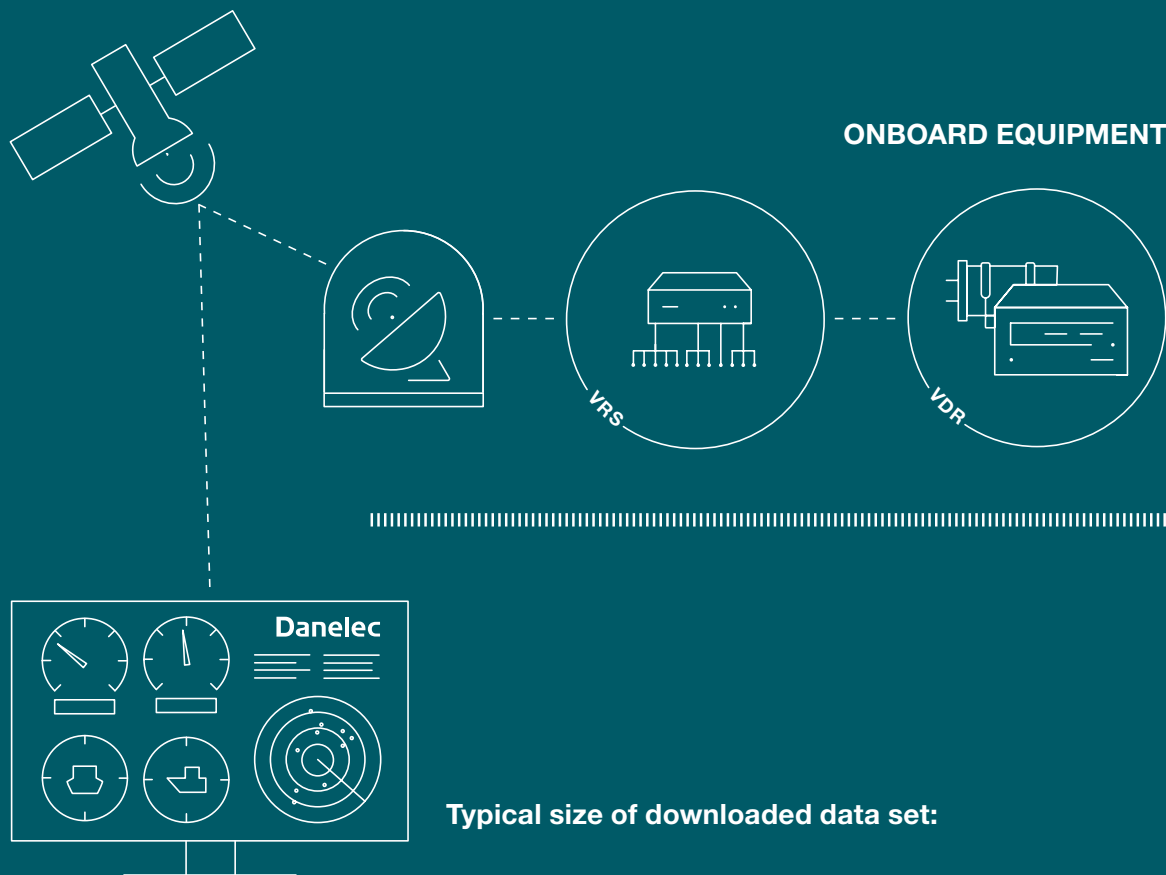 ONBOARD EQUIPMENT
VRS
VDR
Danelec
Typical size of downloaded data set: